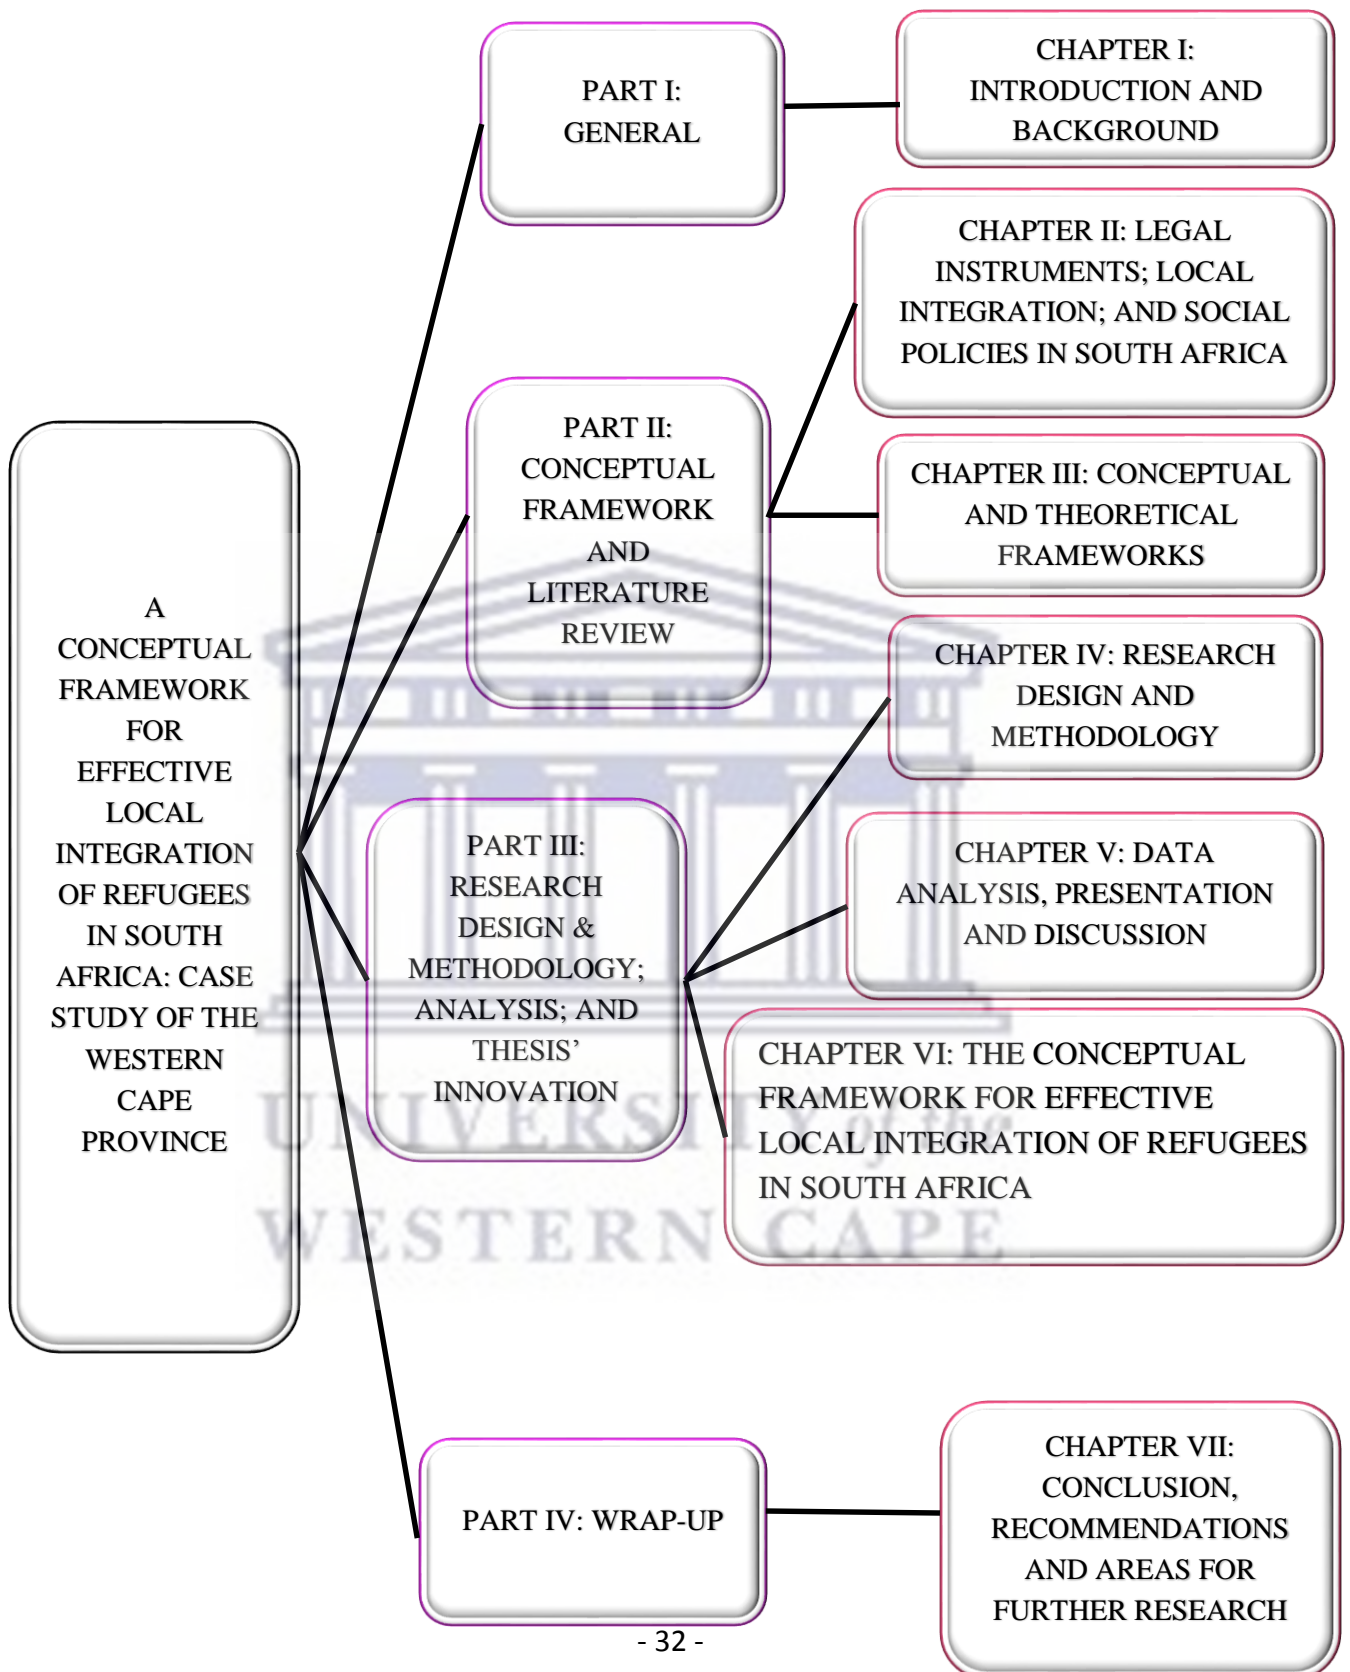 PART I:
GENERAL
CHAPTER I:
INTRODUCTION AND
BACKGROUND
CHAPTER II: LEGAL
INSTRUMENTS; LOCAL
INTEGRATION; AND SOCIAL
POLICIES IN SOUTH AFRICA
PART II:
CONCEPTUAL
FRAMEWORK
AND
LITERATURE
REVIEW
CHAPTER III: CONCEPTUAL
AND THEORETICAL
FRAMEWORKS
A
CONCEPTUAL
FRAMEWORK
FOR
EFFECTIVE
LOCAL
INTEGRATION
OF REFUGEES
IN SOUTH
AFRICA: CASE
STUDY OF THE
WESTERN
CAPE
PROVINCE
CHAPTER IV: RESEARCH
DESIGN AND
METHODOLOGY
PART III:
RESEARCH
DESIGN &
METHODOLOGY;
ANALYSIS; AND
THESIS’
INNOVATION
CHAPTER V: DATA
ANALYSIS, PRESENTATION
AND DISCUSSION
CHAPTER VI: THE CONCEPTUAL
FRAMEWORK FOR EFFECTIVE
LOCAL INTEGRATION OF REFUGEES
IN SOUTH AFRICA
UNIVERSITY of the
WESTERN CAPE
PART IV: WRAP-UP
CHAPTER VII:
CONCLUSION,
RECOMMENDATIONS
AND AREAS FOR
FURTHER RESEARCH
- 32 -